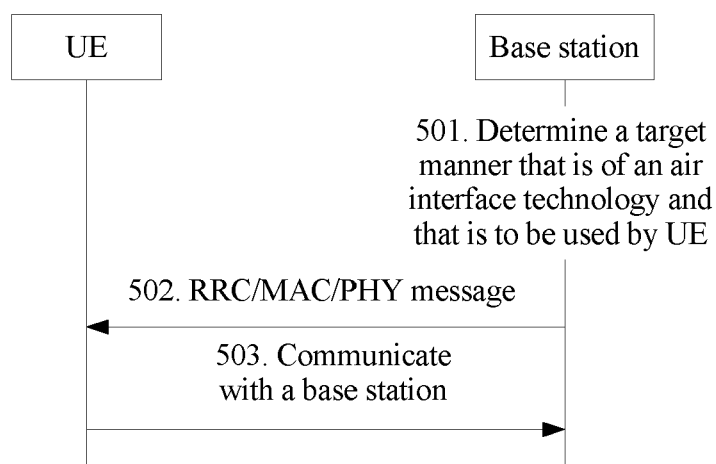 UE
Base station
501. Determine a target
manner that is of an air
interface technology and
that is to be used by UE
502. RRC/MAC/PHY message
503. Communicate
with a base station